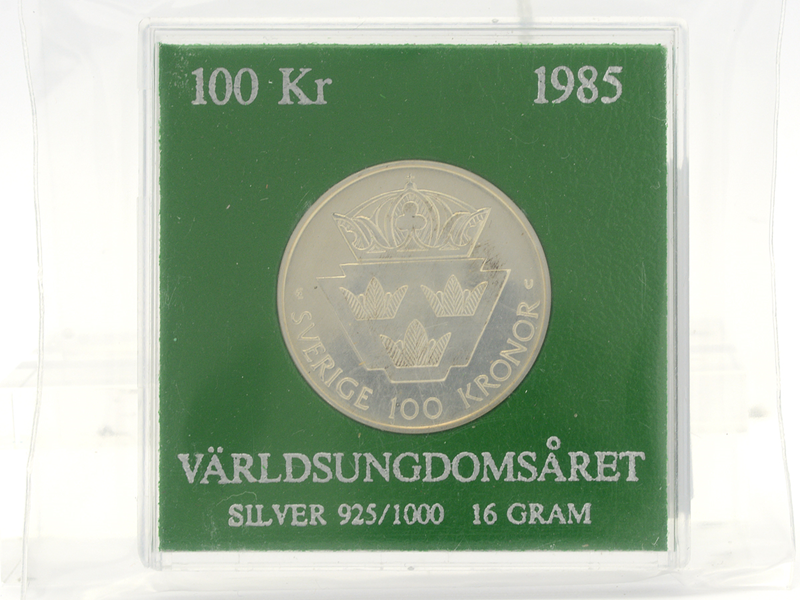 100 Kr 1985
SVERIGE 100 KRONOR
VÄRLDSUNGDOMSÅRET
SILVER 925/1000 16 GRAM